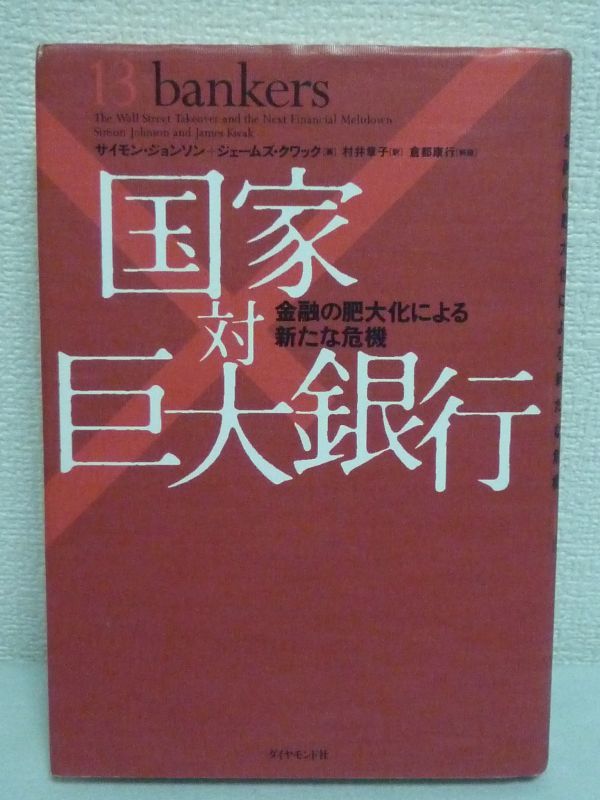 13 bankers
The Wall Street Takeover and the Next Financial Meltdown
Simon Johnson and James Kwak
サイモン・ジョンソン+ジェームズ・クワック[著] 村井章子[訳] 倉都康行[解説]
国家
対
巨大銀行
金融の肥大化による
新たな危機
ダイヤモンド社